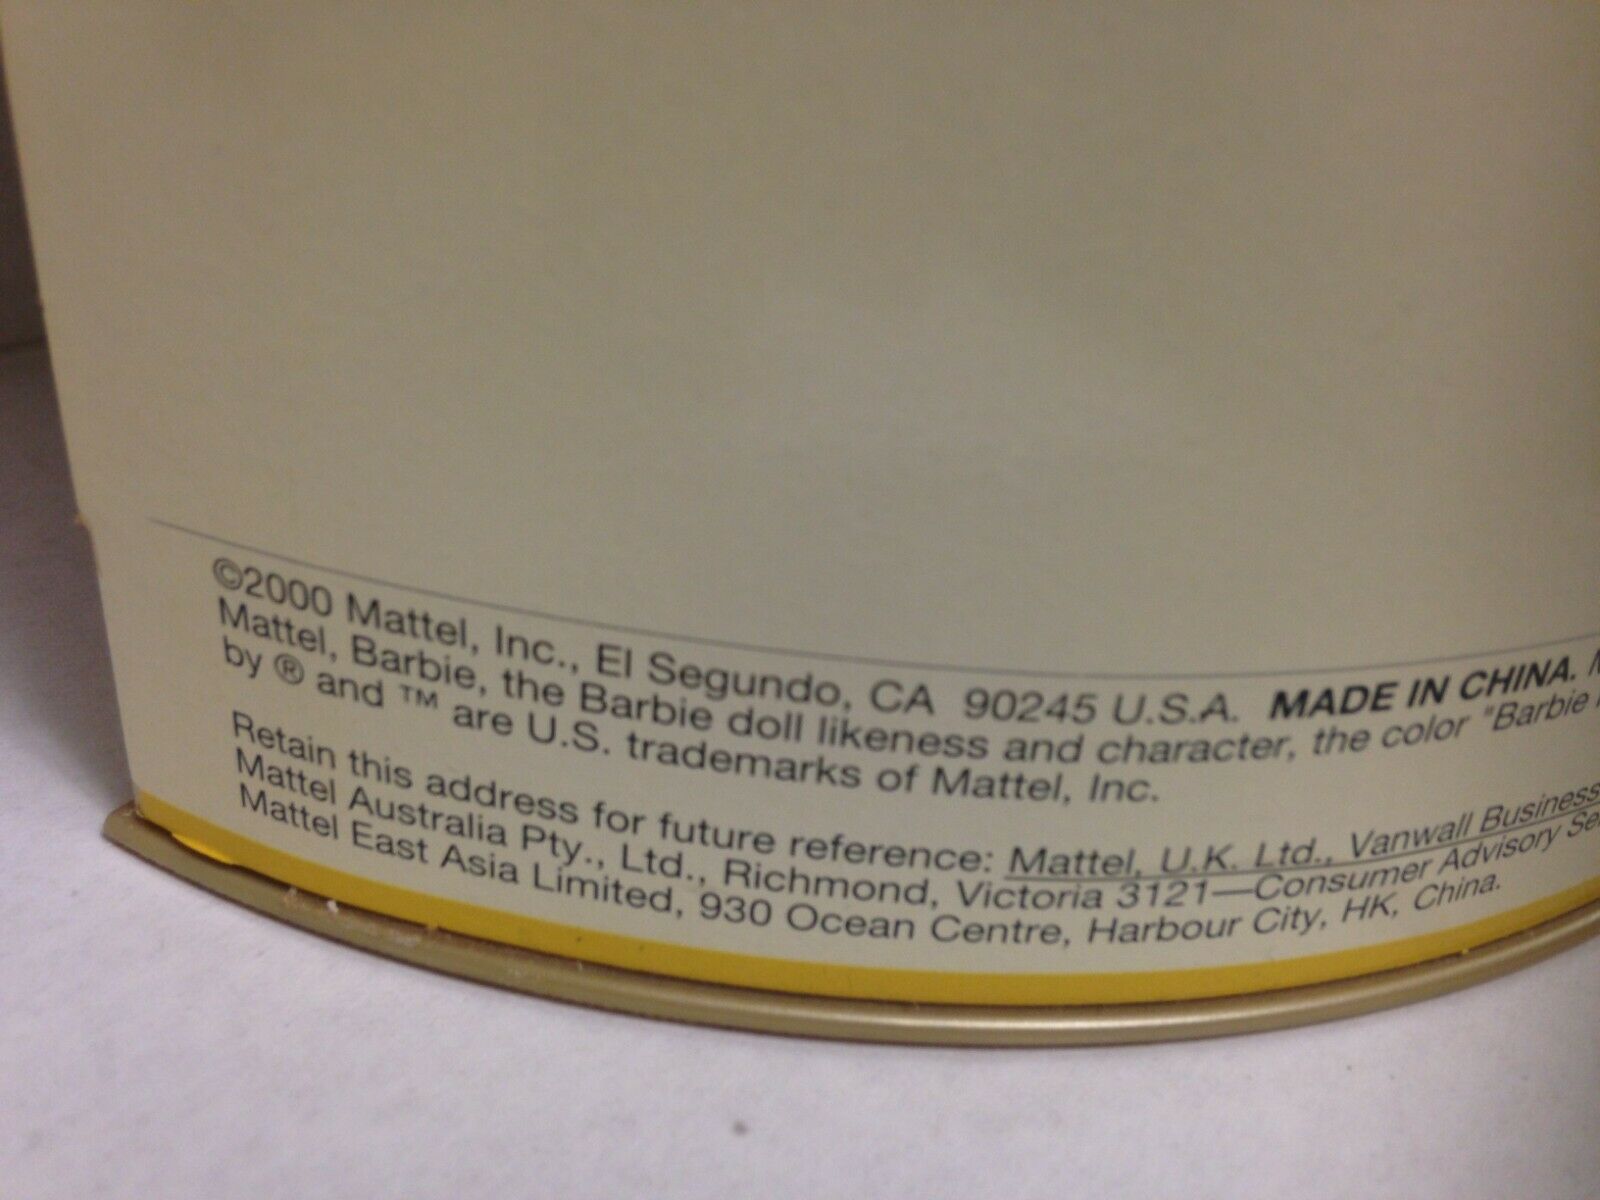 ©2000 Mattel, Inc., El Segundo, CA 90245 U.S.A. MADE IN CHINA.
Mattel, Barbie, the Barbie doll likeness and character, the color "Barbie
by ® and ™ are U.S. trademarks of Mattel, Inc.
Retain this address for future reference: Mattel, U.K. Ltd., Vanwall Business
Mattel Australia Pty., Ltd., Richmond, Victoria 3121—Consumer Advisory
Mattel East Asia Limited, 930 Ocean Centre, Harbour City, HK, China.